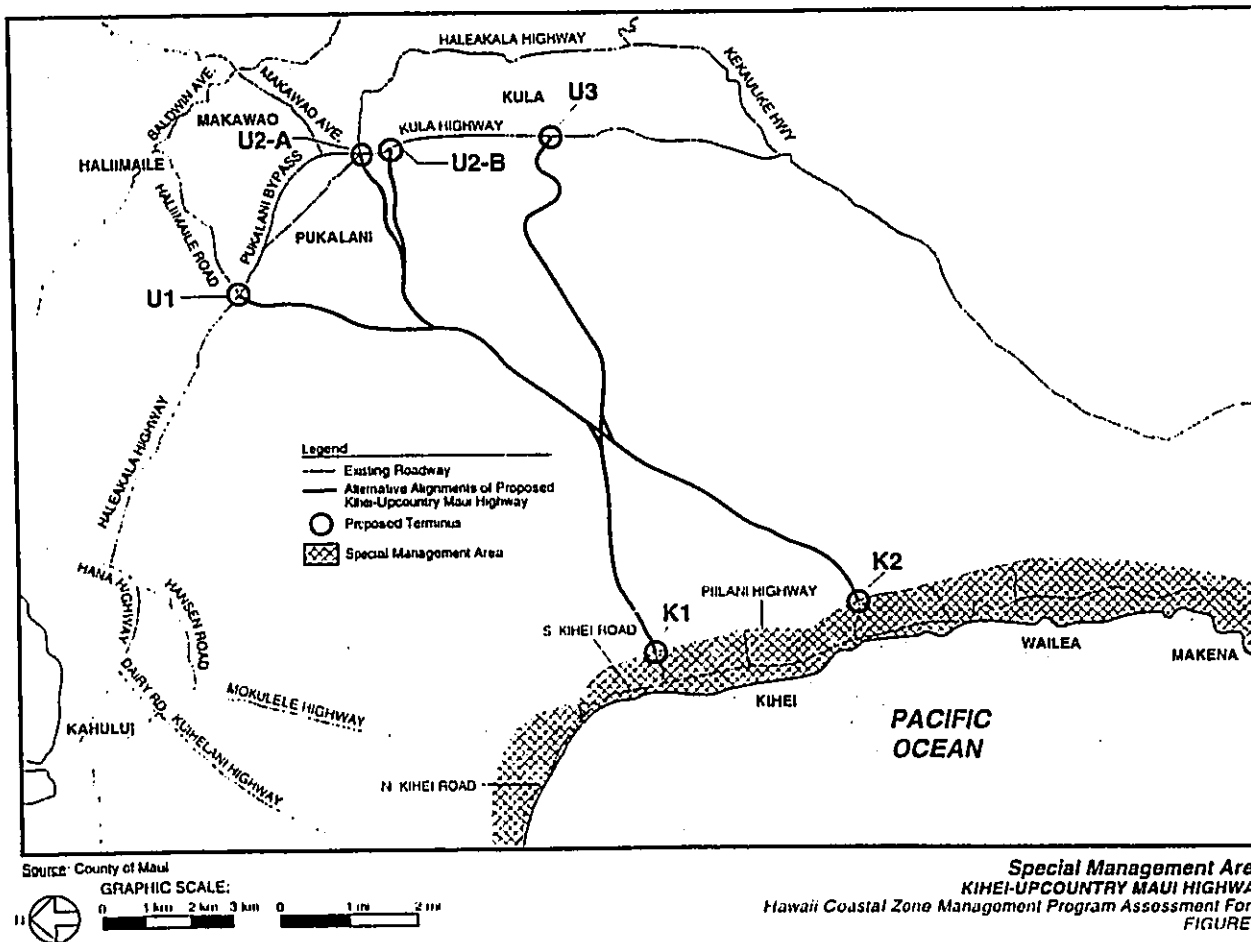 HALEAKALA HIGHWAY
KEKAULIKE HWY
BALDWIN AVE.
MAKAWAO AVE.
MAKAWAO
U2-A
KULA
U3
KULA HIGHWAY
U2-B
HALIIMAILE
HALIIMAILE ROAD
PUKALANI BYPASS
PUKALANI
U1
HALEAKALA HIGHWAY
Legend
Existing Roadway
Alternative Alignments of Proposed
Kihei-Upcountry Maui Highway
Proposed Terminus
Special Management Area
HANA HIGHWAY
HANSEN ROAD
DAIRY RD.
KAHULUI
MOKULELE HIGHWAY
KUIHELANI HIGHWAY
K2
PIILANI HIGHWAY
K1
S KIHEI ROAD
WAILEA
MAKENA
KIHEI
PACIFIC
OCEAN
N KIHEI ROAD
Source: County of Maui
GRAPHIC SCALE:
0 1 km 2 km 3 km 0 1 mi 2 mi
Special Management Are
KIHEI-UPCOUNTRY MAUI HIGHWA
Hawaii Coastal Zone Management Program Assessment For
FIGURE